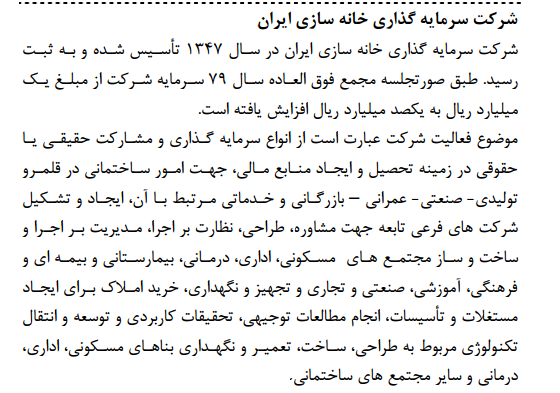 شرکت سرمایه گذاری خانه سازی ایران
شرکت سرمایه گذاری خانه سازی ایران در سال ۱۳۴۷ تأسیس شده و به ثبت
رسید. طبق صورتجلسه مجمع فوق العاده سال ۷۹ سرمایه شرکت از مبلغ یک
میلیارد ریال به یکصد میلیارد ریال افزایش یافته است.
موضوع فعالیت شرکت عبارت است از انواع سرمایه گذاری و مشارکت حقیقی یا
حقوقی در زمینه تحصیل و ایجاد منابع مالی، جهت امور ساختمانی در قلمرو
تولیدی- صنعتی- عمرانی – بازرگانی و خدماتی مرتبط با آن، ایجاد و تشکیل
شرکت های فرعی تابعه جهت مشاوره، طراحی، نظارت بر اجرا، مدیریت بر اجرا و
ساخت و ساز مجتمع های مسکونی، اداری، درمانی، بیمارستانی و بیمه ای و
فرهنگی، آموزشی، صنعتی و تجاری و تجهیز و نگهداری، خرید املاک برای ایجاد
مستغلات و تأسیسات، انجام مطالعات توجیهی، تحقیقات کاربردی و توسعه و انتقال
تکنولوژی مربوط به طراحی، ساخت، تعمیر و نگهداری بناهای مسکونی، اداری،
درمانی و سایر مجتمع های ساختمانی.